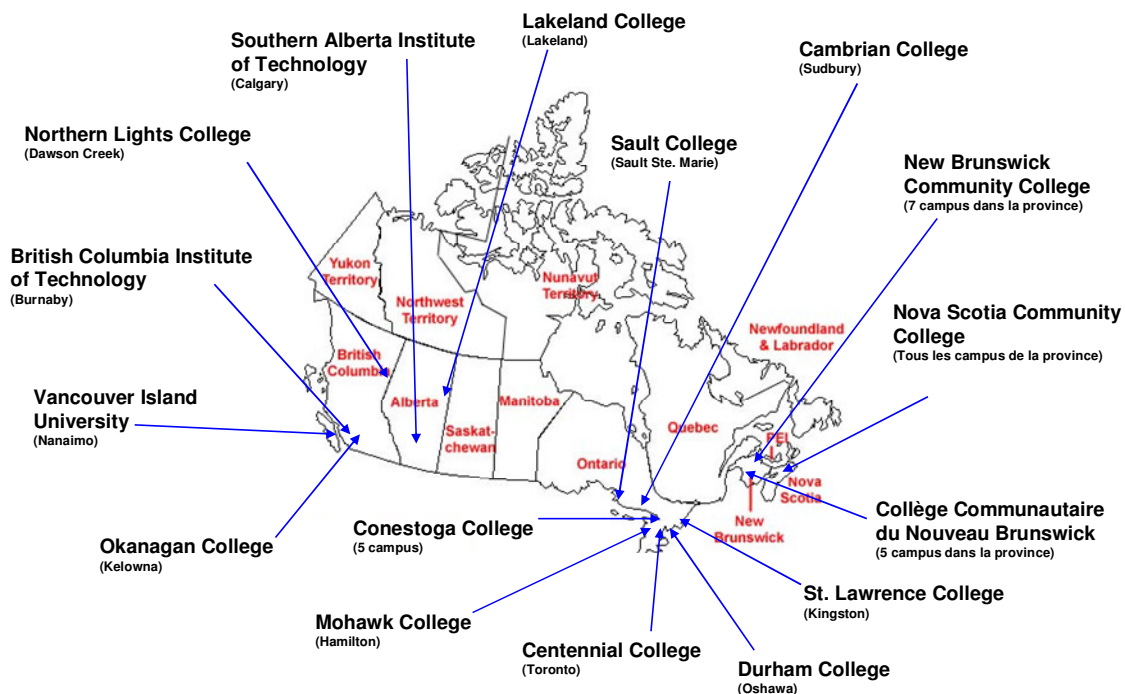 Lakeland College
(Lakeland)
Southern Alberta Institute
of Technology
(Calgary)
Cambrian College
(Sudbury)
Northern Lights College
(Dawson Creek)
Sault College
(Sault Ste. Marie)
New Brunswick
Community College
(7 campus dans la province)
British Columbia Institute
of Technology
(Burnaby)
Yukon
Territory
Northwest
Territory
Nunavut
Territory
Newfoundland
& Labrador
Nova Scotia Community
College
(Tous les campus de la province)
British
Columbia
Alberta
Saskat-
chewan
Manitoba
Ontario
Quebec
PEI
Nova
Scotia
New
Brunswick
Vancouver Island
University
(Nanaimo)
Okanagan College
(Kelowna)
Conestoga College
(5 campus)
Collège Communautaire
du Nouveau Brunswick
(5 campus dans la province)
St. Lawrence College
(Kingston)
Mohawk College
(Hamilton)
Centennial College
(Toronto)
Durham College
(Oshawa)